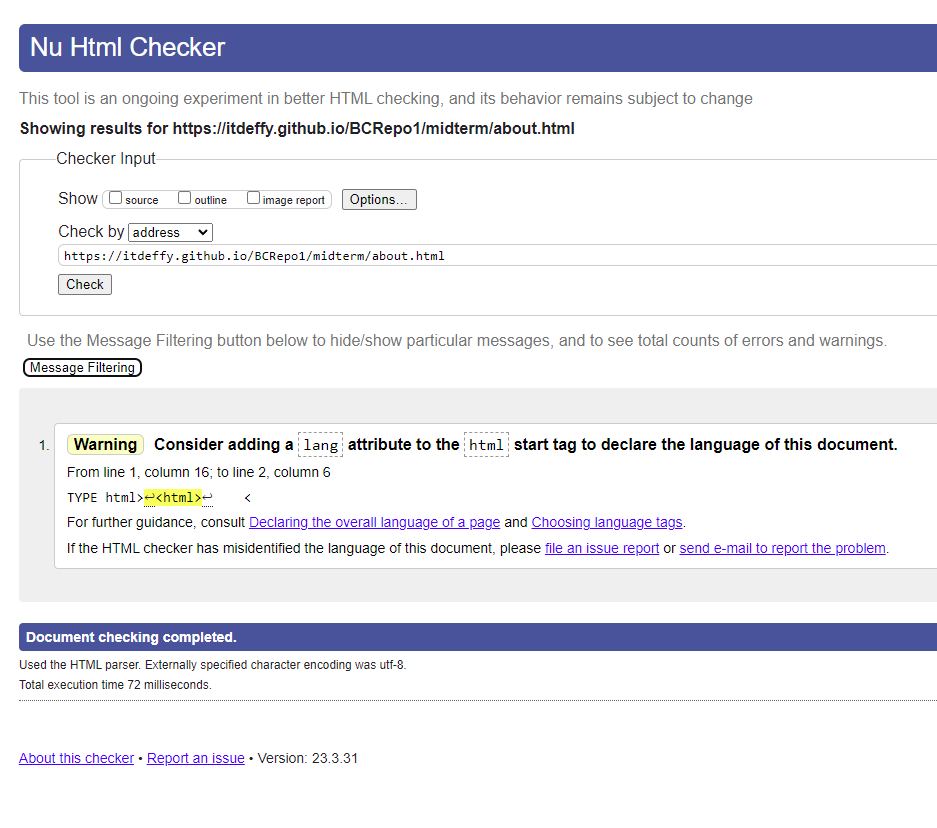 Nu Html Checker
This tool is an ongoing experiment in better HTML checking, and its behavior remains subject to change
Showing results for https://itdeffy.github.io/BCRepo1/midterm/about.html
Checker Input
Show source outline image report Options...
Check by address
https://itdeffy.github.io/BCRepo1/midterm/about.html
Check
Use the Message Filtering button below to hide/show particular messages, and to see total counts of errors and warnings.
Message Filtering
1. Warning Consider adding a lang attribute to the html start tag to declare the language of this document.
From line 1, column 16; to line 2, column 6
TYPE html>↩<html>↩    <
For further guidance, consult Declaring the overall language of a page and Choosing language tags.
If the HTML checker has misidentified the language of this document, please file an issue report or send e-mail to report the problem.
Document checking completed.
Used the HTML parser. Externally specified character encoding was utf-8.
Total execution time 72 milliseconds.
About this checker • Report an issue • Version: 23.3.31